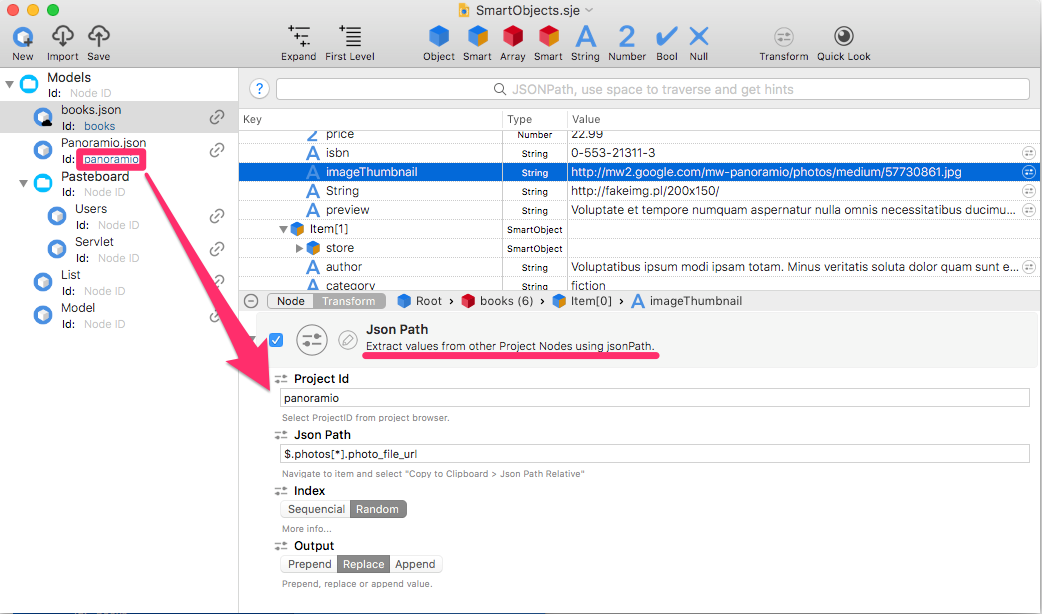 SmartObjects.sje
New Import Save Expand First Level Object Smart Array Smart String Number Bool Null Transform Quick Look
Models
Id: Node ID
books.json
Id: books
Panoramio.json
Id: panoramio
Pasteboard
Id: Node ID
Users
Id: Node ID
Servlet
Id: Node ID
List
Id: Node ID
Model
Id: Node ID
? JSONPath, use space to traverse and get hints
Key Type Value
price Number 22.99
isbn String 0-553-21311-3
imageThumbnail String http://mw2.google.com/mw-panoramio/photos/medium/57730861.jpg
String String http://fakeimg.pl/200x150/
preview String Voluptate et tempore numquam aspernatur nulla omnis necessitatibus ducimu...
Item[1] SmartObject
store SmartObject
author String Voluptatibus ipsum modi ipsam totam. Minus veritatis soluta dolor quam sunt e...
category String fiction
Node Transform Root › books (6) › Item[0] › imageThumbnail
Json Path
Extract values from other Project Nodes using jsonPath.
Project Id
panoramio
Select ProjectID from project browser.
Json Path
$.photos[*].photo_file_url
Navigate to item and select "Copy to Clipboard > Json Path Relative"
Index
Sequencial Random
More info...
Output
Prepend Replace Append
Prepend, replace or append value.